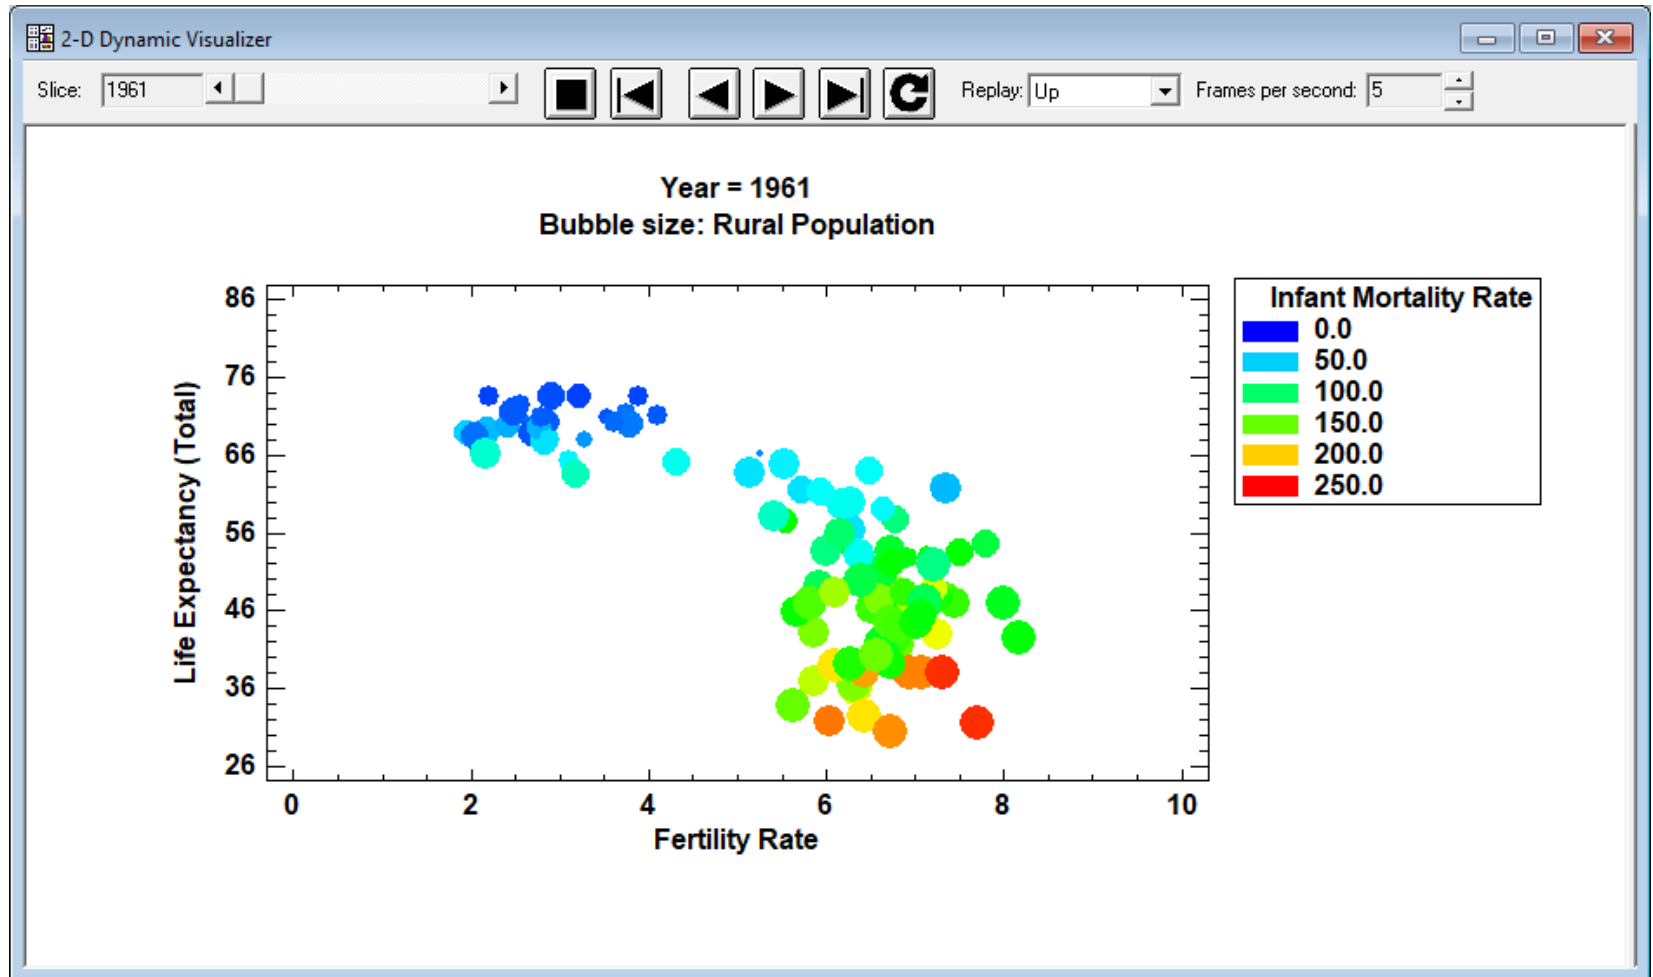 2-D Dynamic Visualizer
Slice: 1961 Replay: Up Frames per second: 5
Year = 1961
Bubble size: Rural Population
86
76
66
56
46
36
26
Life Expectancy (Total)
0 2 4 6 8 10
Fertility Rate
Infant Mortality Rate
0.0
50.0
100.0
150.0
200.0
250.0